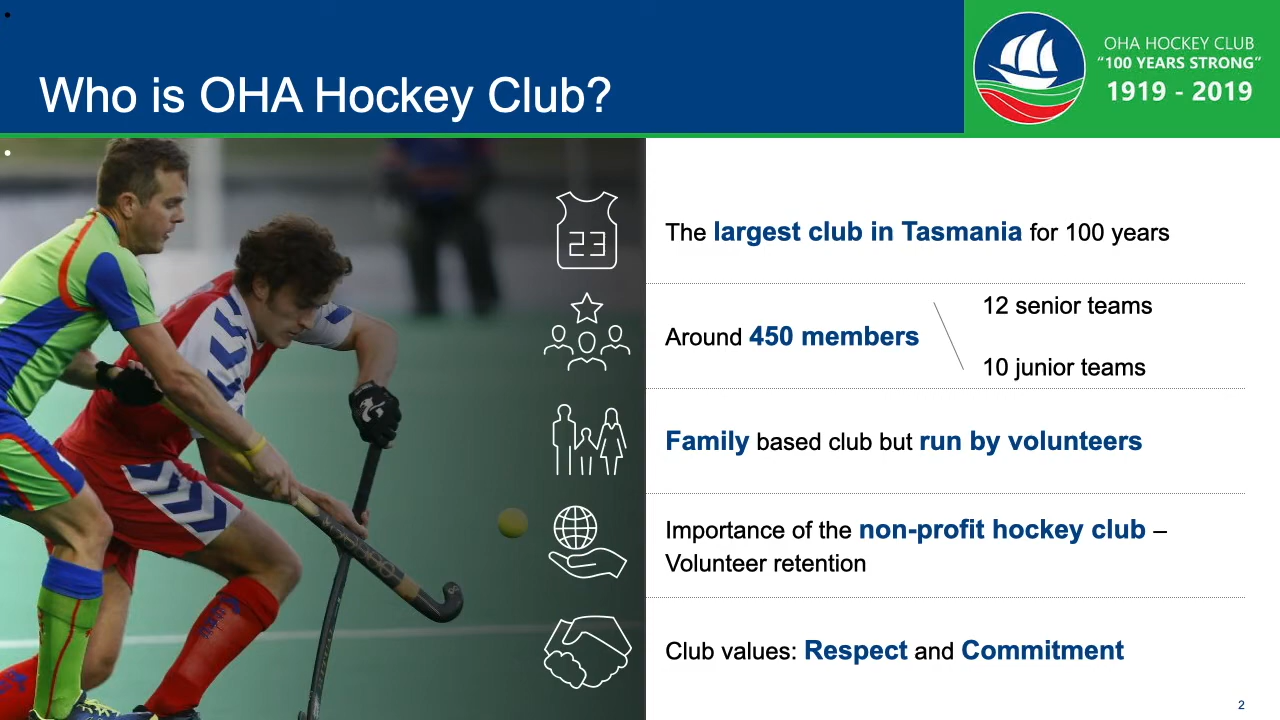 Who is OHA Hockey Club?
OHA HOCKEY CLUB
“100 YEARS STRONG”
1919 - 2019
23
The largest club in Tasmania for 100 years
Around 450 members
12 senior teams
10 junior teams
Family based club but run by volunteers
Importance of the non-profit hockey club –
Volunteer retention
Club values: Respect and Commitment
2